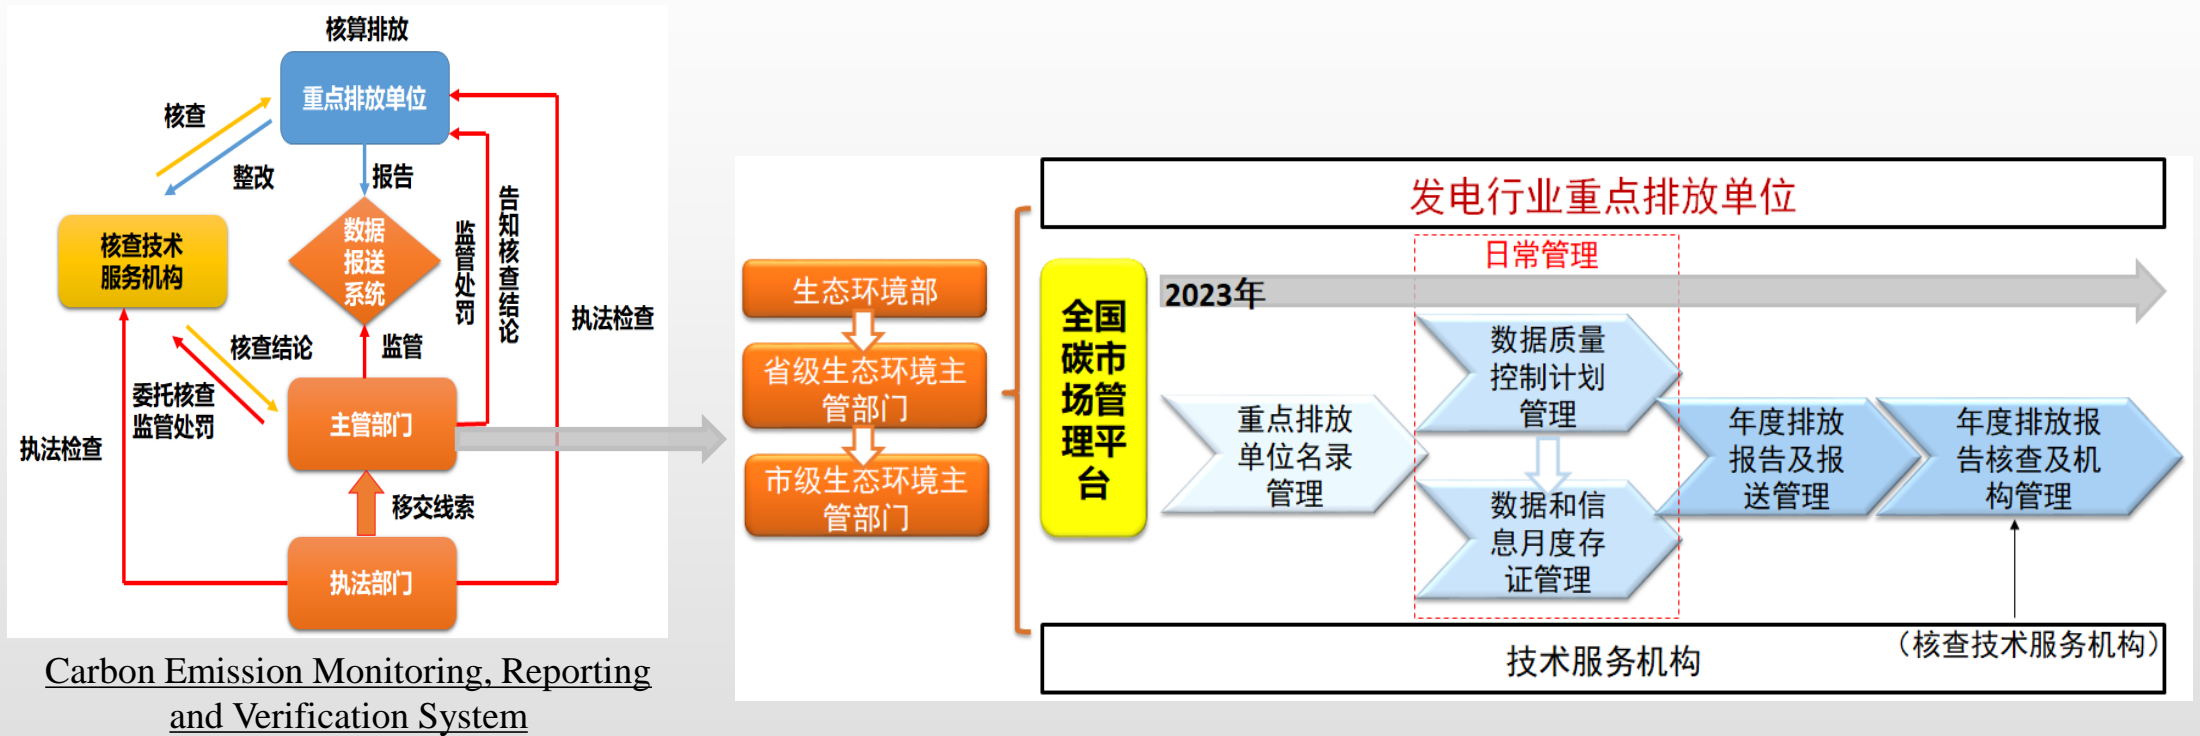 核算排放
重点排放单位
核查
整改
报告
核查技术
服务机构
数据
报送
系统
监管处罚
告知核查结论
执法检查
核查结论
监管
委托核查
监管处罚
执法检查
主管部门
移交线索
执法部门
Carbon Emission Monitoring, Reporting
and Verification System
发电行业重点排放单位
日常管理
生态环境部
省级生态环境主
管部门
市级生态环境主
管部门
全国
碳市
场管
理平
台
2023年
重点排放
单位名录
管理
数据质量
控制计划
管理
数据和信
息月度存
证管理
年度排放
报告及报
送管理
年度排放报
告核查及机
构管理
技术服务机构
（核查技术服务机构）